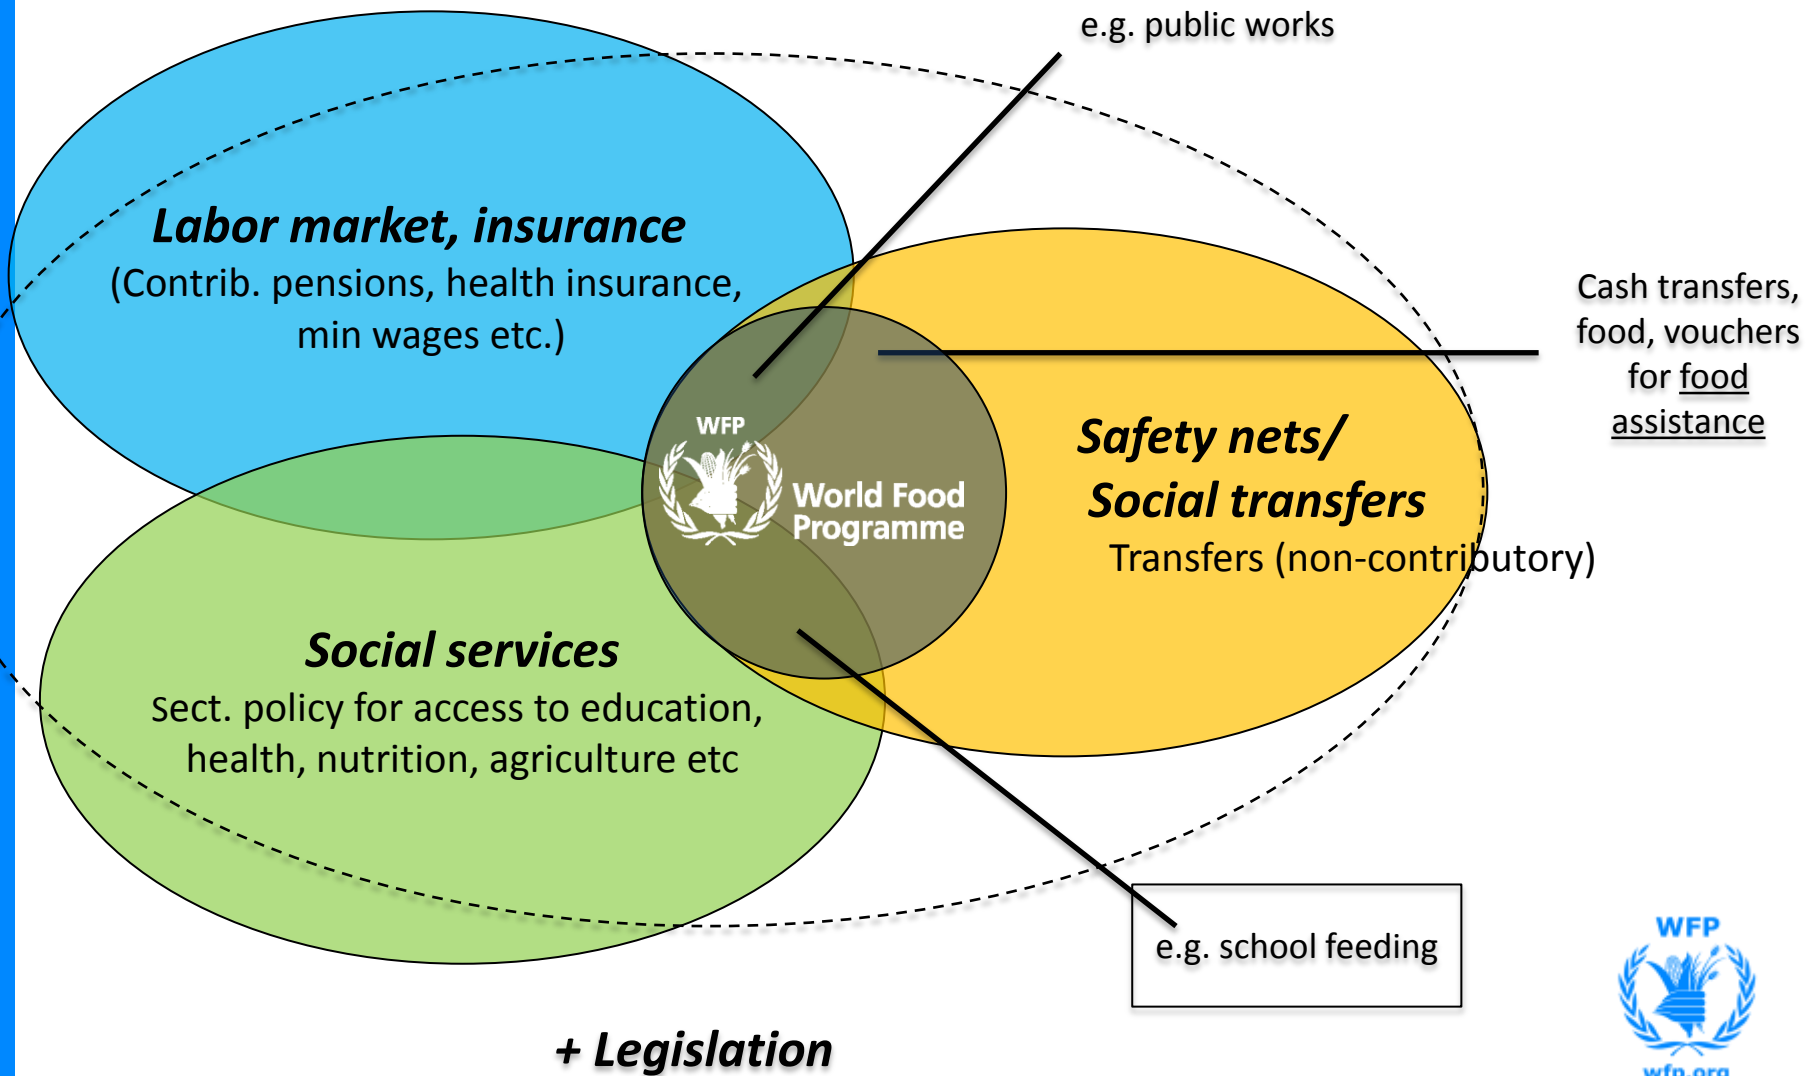 e.g. public works
Labor market, insurance
(Contrib. pensions, health insurance,
min wages etc.)
Cash transfers,
food, vouchers
for food
assistance
WFP
World Food
Programme
Safety nets/
Social transfers
Transfers (non-contributory)
Social services
Sect. policy for access to education,
health, nutrition, agriculture etc
e.g. school feeding
WFP
wfp.org
+ Legislation